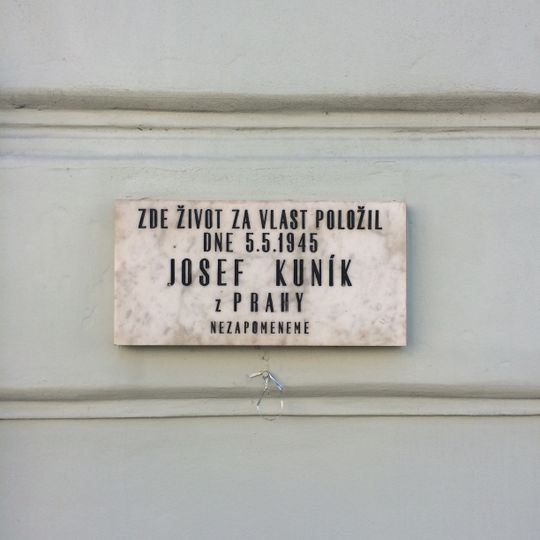 ZDE ŽIVOT ZA VLAST POLOŽIL
DNE 5.5.1945
JOSEF KUNÍK
z PRAHY
NEZAPOMENEME